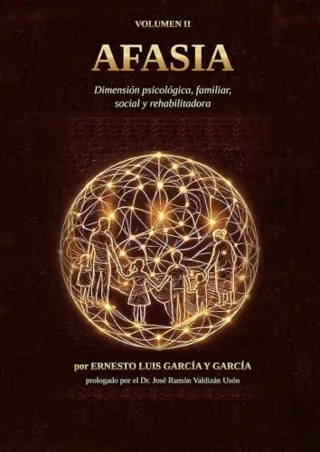 VOLUMEN II
AFASIA
Dimensión psicológica, familiar,
social y rehabilitadora
por ERNESTO LUIS GARCÍA Y GARCÍA
prologado por el Dr. José Ramón Valdizán Usón